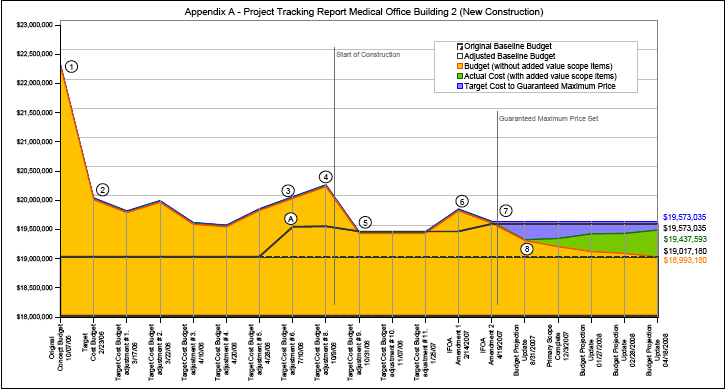 Appendix A - Project Tracking Report Medical Office Building 2 (New Construction)
$23,000,000
$22,500,000
$22,000,000
$21,500,000
$21,000,000
$20,500,000
$20,000,000
$19,500,000
$19,000,000
$18,500,000
$18,000,000
Start of Construction
Original Baseline Budget
Adjusted Baseline Budget
Budget (without added value scope items)
Actual Cost (with added value scope items)
Target Cost to Guaranteed Maximum Price
Guaranteed Maximum Price Set
1
2
3
4
A
5
6
7
8
$19,573,035
$19,573,035
$19,437,593
$19,017,180
$18,993,180
Original
Concept Budget
10/07/05
Target
Cost Budget
2/23/06
Target Cost Budget
adjustment # 1.
3/17/06
Target Cost Budget
adjustment # 2.
3/22/06
Target Cost Budget
adjustment # 3.
4/10/06
Target Cost Budget
adjustment # 4.
4/20/06
Target Cost Budget
adjustment # 5.
4/28/06
Target Cost Budget
adjustment # 6.
7/10/06
Target Cost Budget
adjustment # 8.
10/9/06
Target Cost Budget
adjustment # 9.
10/31/06
Target Cost Budget
adjustment # 10.
11/07/06
Target Cost Budget
adjustment # 11.
1/25/07
IFOA
Amendment 1
2/14/2007
IFOA
Amendment 2
4/19/2007
Budget Projection
Update
8/31/2007
Primary Scope
Complete
12/3/2007
Budget Projection
Update
01/27/2008
Budget Projection
Update
02/28/2008
Budget Projection
Update
04/18/2008